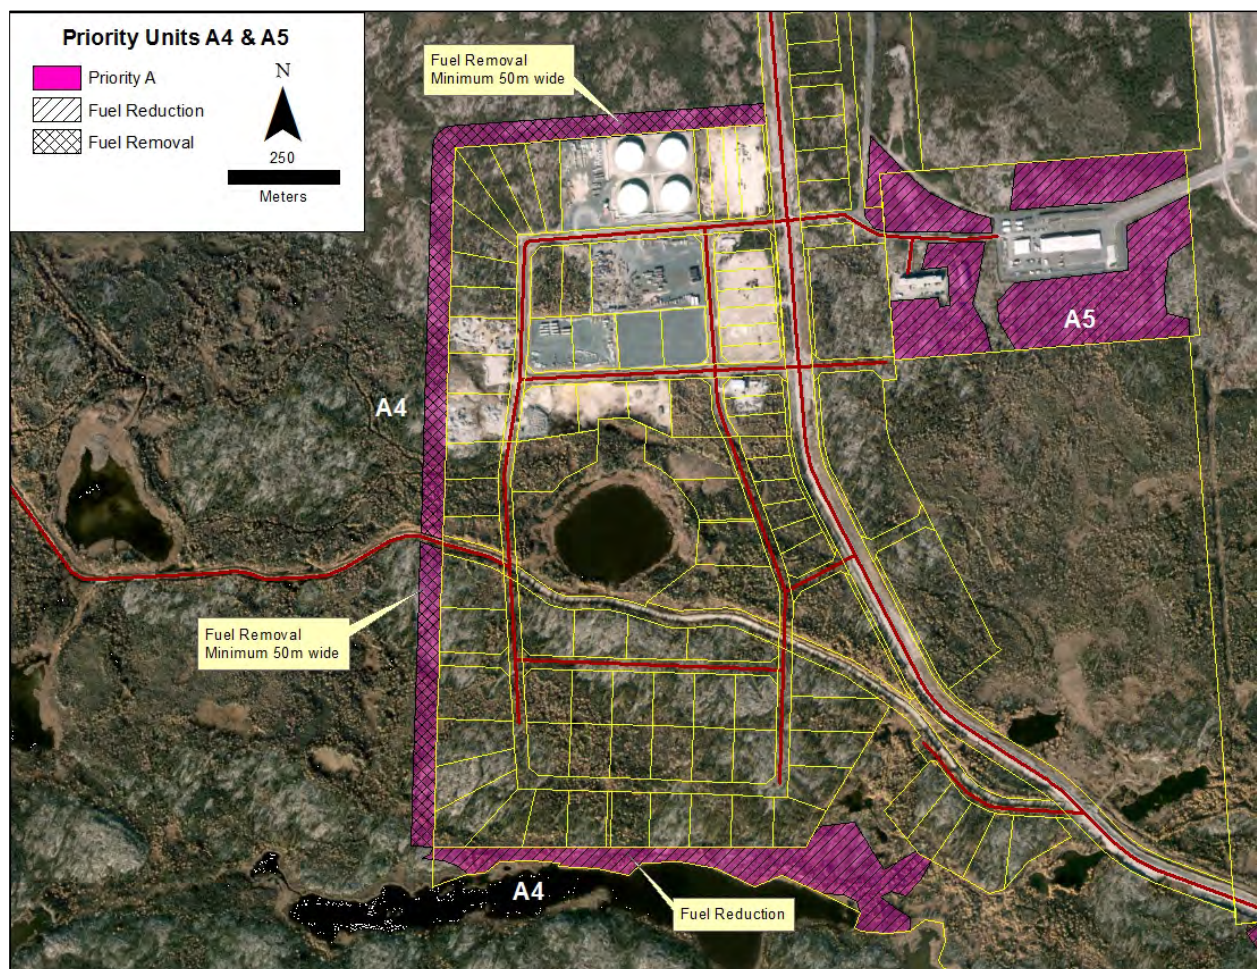 Priority Units A4 & A5
Priority A
Fuel Reduction
Fuel Removal
N
250
Meters
Fuel Removal
Minimum 50m wide
A5
A4
Fuel Removal
Minimum 50m wide
A4
Fuel Reduction